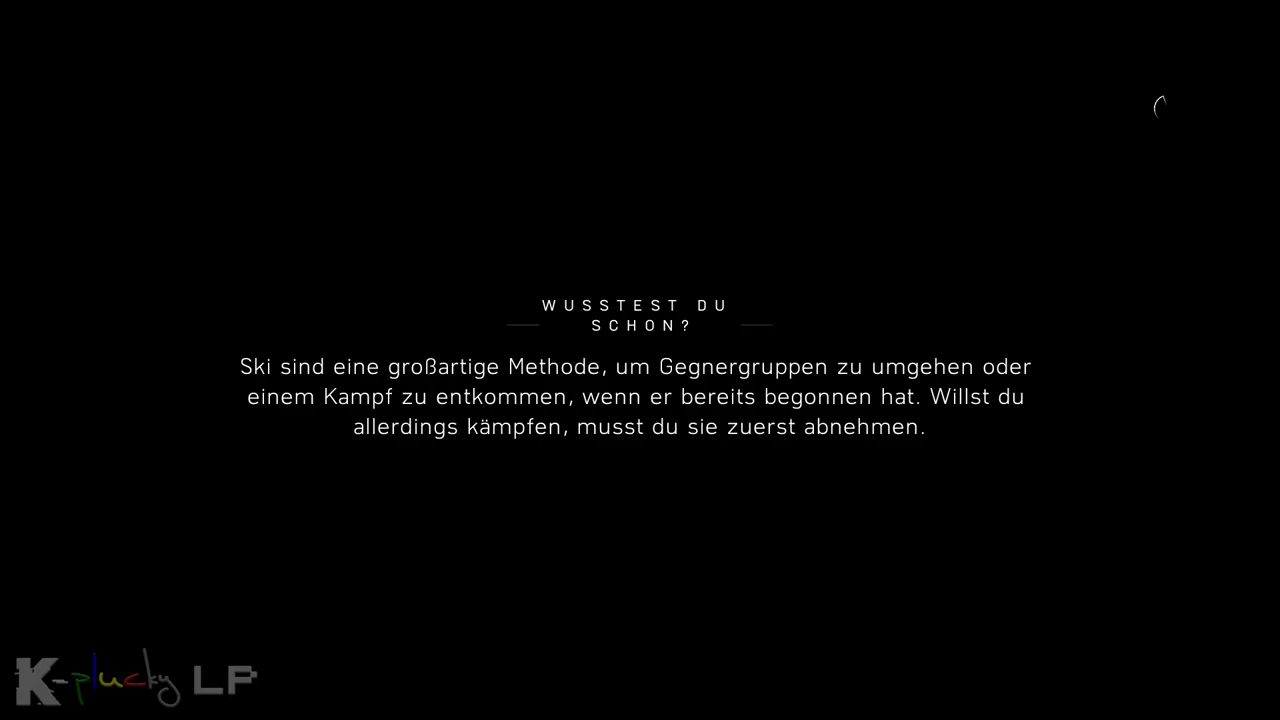 WUSSTEST DU
SCHON?
Ski sind eine großartige Methode, um Gegnergruppen zu umgehen oder
einem Kampf zu entkommen, wenn er bereits begonnen hat. Willst du
allerdings kämpfen, musst du sie zuerst abnehmen.
K-plucky LP